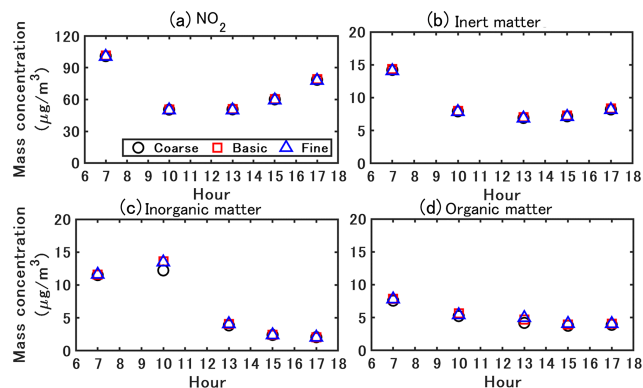 (a) NO2
Mass concentration
(μg/m³)
120
90
60
30
0
Coarse Basic Fine
6 7 8 9 10 11 12 13 14 15 16 17 18
Hour
(b) Inert matter
20
15
10
5
0
6 7 8 9 10 11 12 13 14 15 16 17 18
Hour
(c) Inorganic matter
Mass concentration
(μg/m³)
20
15
10
5
0
6 7 8 9 10 11 12 13 14 15 16 17 18
Hour
(d) Organic matter
20
15
10
5
0
6 7 8 9 10 11 12 13 14 15 16 17 18
Hour